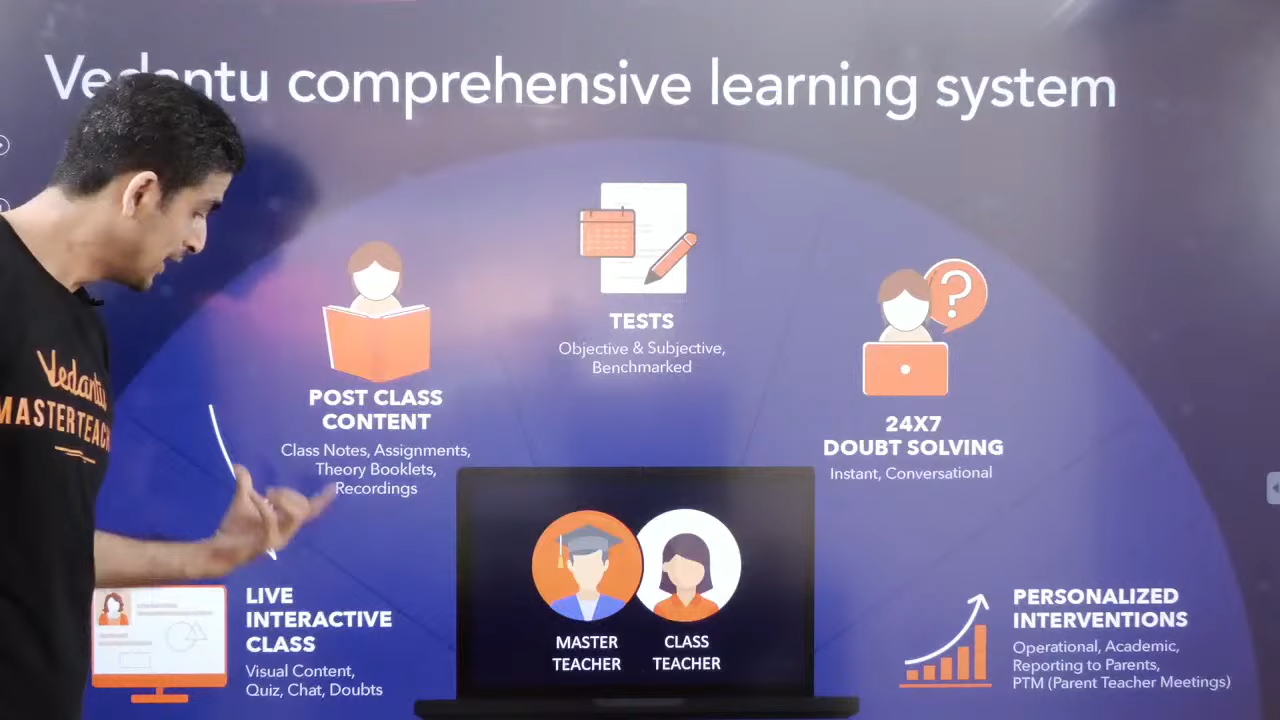 Vedantu comprehensive learning system
TESTS
Objective & Subjective,
Benchmarked
POST CLASS
CONTENT
Class Notes, Assignments,
Theory Booklets,
Recordings
24X7
DOUBT SOLVING
Instant, Conversational
Vedantu
MASTERTEACH
MASTER
TEACHER
CLASS
TEACHER
LIVE
INTERACTIVE
CLASS
Visual Content,
Quiz, Chat, Doubts
PERSONALIZED
INTERVENTIONS
Operational, Academic,
Reporting to Parents,
PTM (Parent Teacher Meetings)